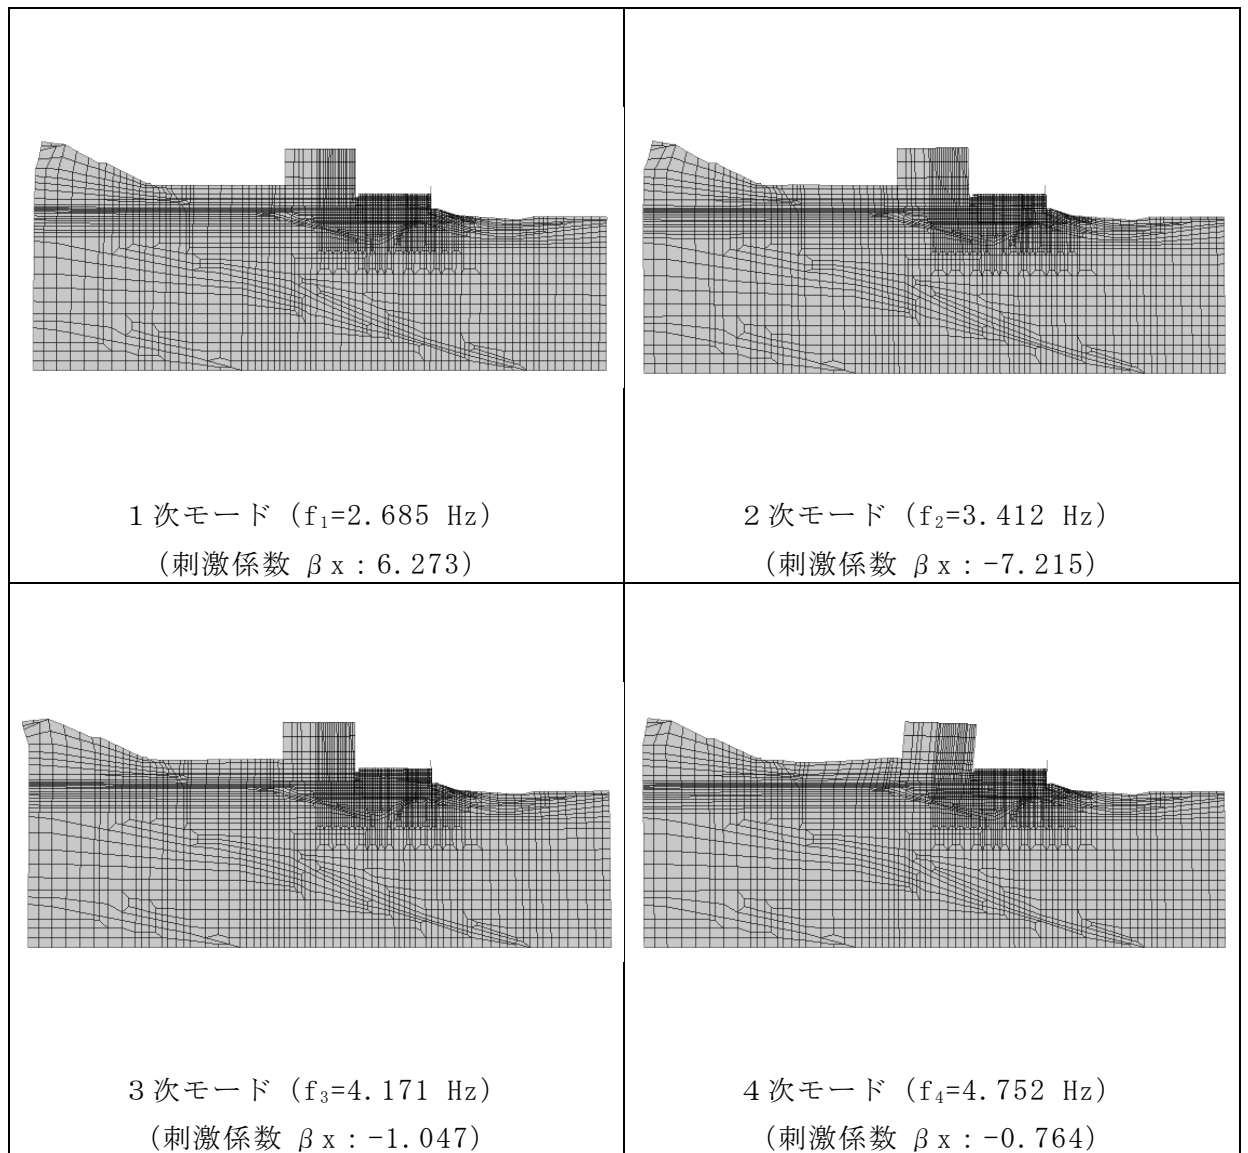 1次モード (f₁=2.685 Hz)
(刺激係数 βx：6.273)
2次モード (f₂=3.412 Hz)
(刺激係数 βx：-7.215)
3次モード (f₃=4.171 Hz)
(刺激係数 βx：-1.047)
4次モード (f₄=4.752 Hz)
(刺激係数 βx：-0.764)